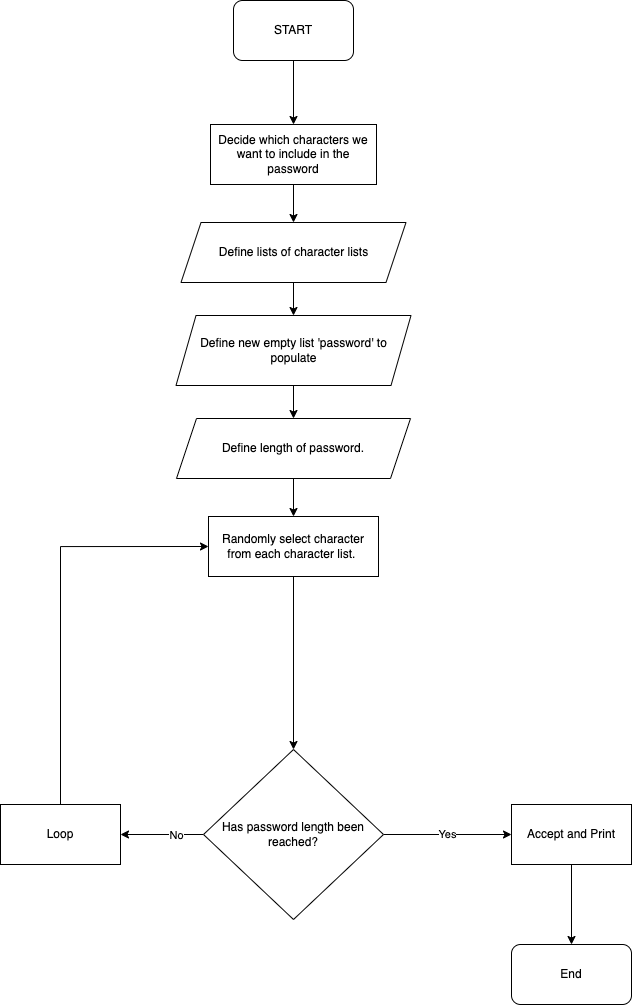 START
Decide which characters we
want to include in the
password
Define lists of character lists
Define new empty list 'password' to
populate
Define length of password.
Randomly select character
from each character list.
Has password length been
reached?
No
Loop
Yes
Accept and Print
End